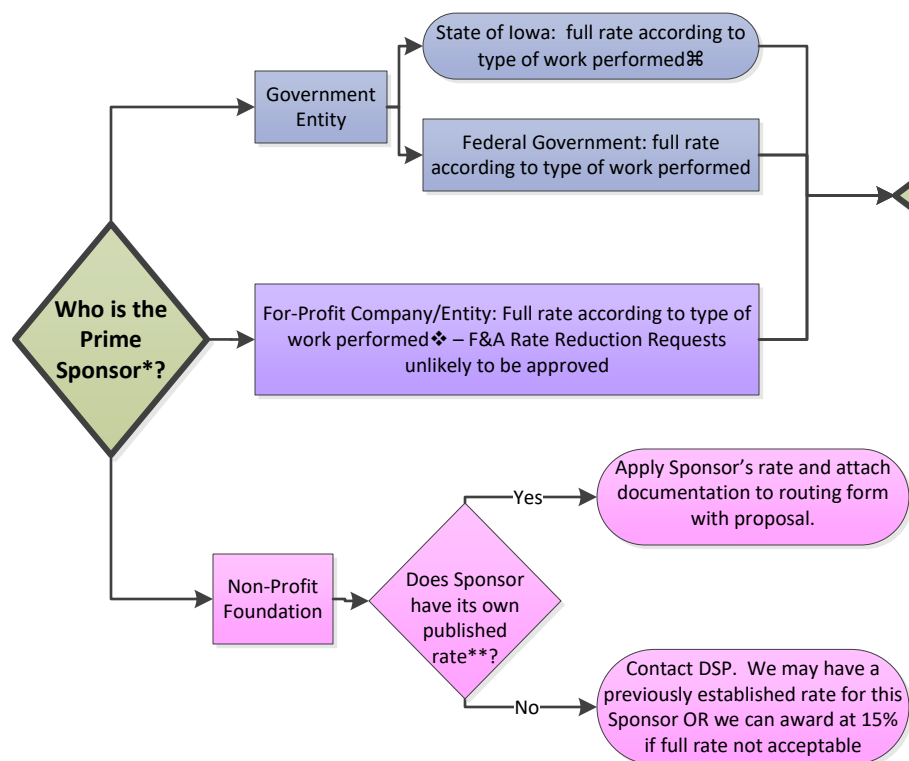 State of Iowa: full rate according to
type of work performed⌘
Government
Entity
Federal Government: full rate
according to type of work performed
Who is the
Prime
Sponsor*?
For-Profit Company/Entity: Full rate according to type of
work performed❖ – F&A Rate Reduction Requests
unlikely to be approved
Non-Profit
Foundation
Does Sponsor
have its own
published
rate**?
Yes
Apply Sponsor’s rate and attach
documentation to routing form
with proposal.
No
Contact DSP. We may have a
previously established rate for this
Sponsor OR we can award at 15%
if full rate not acceptable